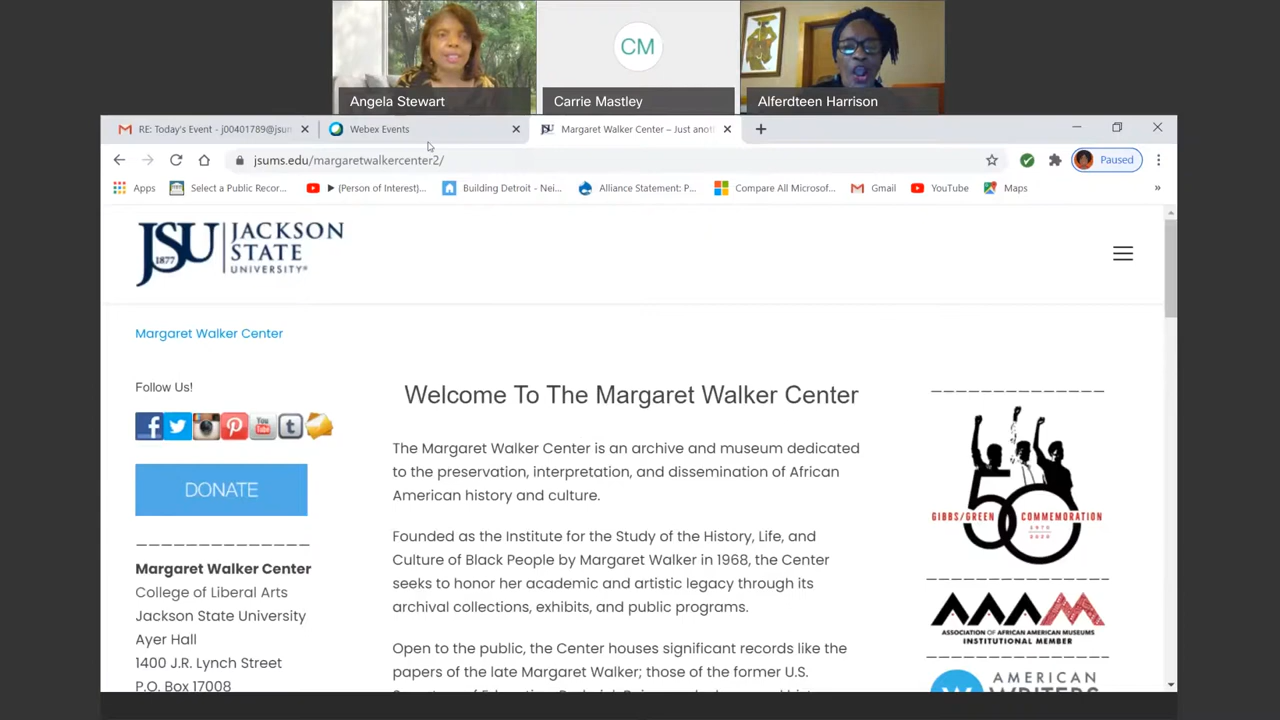 Angela Stewart
CM
Carrie Mastley
Alferdteen Harrison
RE: Today's Event - j00401789@jsun
Webex Events
Margaret Walker Center – Just anot
jsums.edu/margaretwalkercenter2/
Paused
Apps
Select a Public Recor...
(Person of Interest)...
Building Detroit - Nei...
Alliance Statement: P...
Compare All Microsof...
Gmail
YouTube
Maps
»
JSU
1877
JACKSON
STATE
UNIVERSITY®
Margaret Walker Center
Follow Us!
You
Tube
DONATE
Margaret Walker Center
College of Liberal Arts
Jackson State University
Ayer Hall
1400 J.R. Lynch Street
P.O. Box 17008
Welcome To The Margaret Walker Center
The Margaret Walker Center is an archive and museum dedicated
to the preservation, interpretation, and dissemination of African
American history and culture.
Founded as the Institute for the Study of the History, Life, and
Culture of Black People by Margaret Walker in 1968, the Center
seeks to honor her academic and artistic legacy through its
archival collections, exhibits, and public programs.
Open to the public, the Center houses significant records like the
papers of the late Margaret Walker; those of the former U.S.
50
GIBBS/GREEN COMMEMORATION
1970
2020
AAAM
ASSOCIATION OF AFRICAN AMERICAN MUSEUMS
INSTITUTIONAL MEMBER
AMERICAN
WRITERS